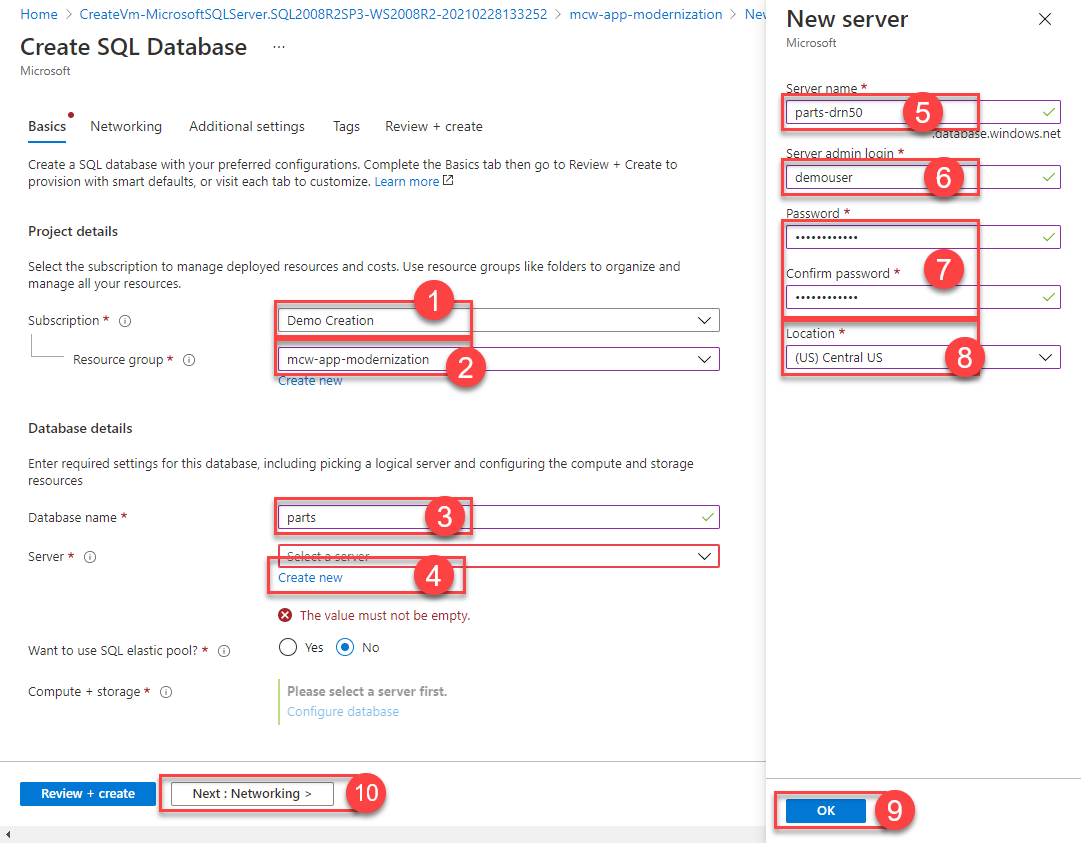 Home > CreateVm-MicrosoftSQLServer.SQL2008R2SP3-WS2008R2-20210228133252 > mcw-app-modernization > New
Create SQL Database ...
Microsoft
Basics Networking Additional settings Tags Review + create
Create a SQL database with your preferred configurations. Complete the Basics tab then go to Review + Create to
provision with smart defaults, or visit each tab to customize. Learn more
Project details
Select the subscription to manage deployed resources and costs. Use resource groups like folders to organize and
manage all your resources.
Subscription *
Demo Creation
1
Resource group *
mcw-app-modernization
2
Create new
Database details
Enter required settings for this database, including picking a logical server and configuring the compute and storage
resources
Database name *
parts
3
Server *
Select a server
Create new
4
The value must not be empty.
Want to use SQL elastic pool? *
Yes No
Compute + storage *
Please select a server first.
Configure database
Review + create
Next : Networking >
10
New server
Microsoft
Server name *
parts-drn50
5
.database.windows.net
Server admin login *
demouser
6
Password *
••••••••••••
Confirm password *
7
••••••••••••
Location *
(US) Central US
8
OK
9